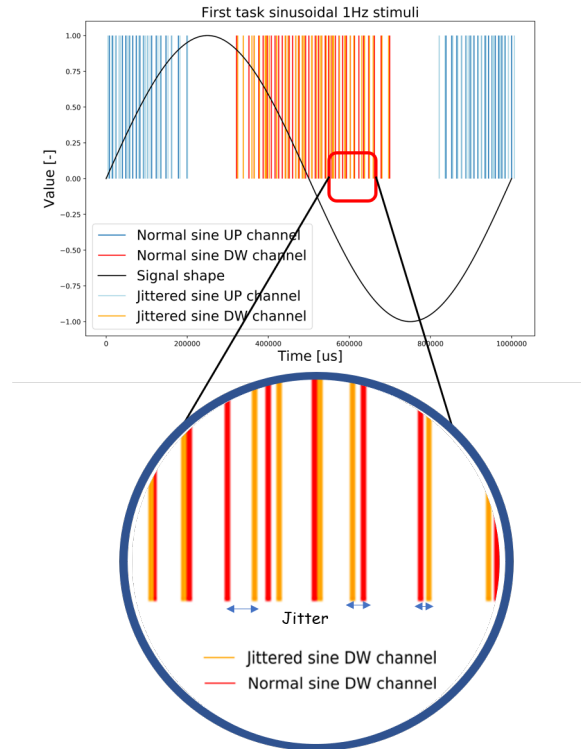 First task sinusoidal 1Hz stimuli
Value [-]
1.00
0.75
0.50
0.25
0.00
−0.25
−0.50
−0.75
−1.00
Normal sine UP channel
Normal sine DW channel
Signal shape
Jittered sine UP channel
Jittered sine DW channel
0
200000
400000
600000
800000
1000000
Time [us]
Jitter
Jittered sine DW channel
Normal sine DW channel